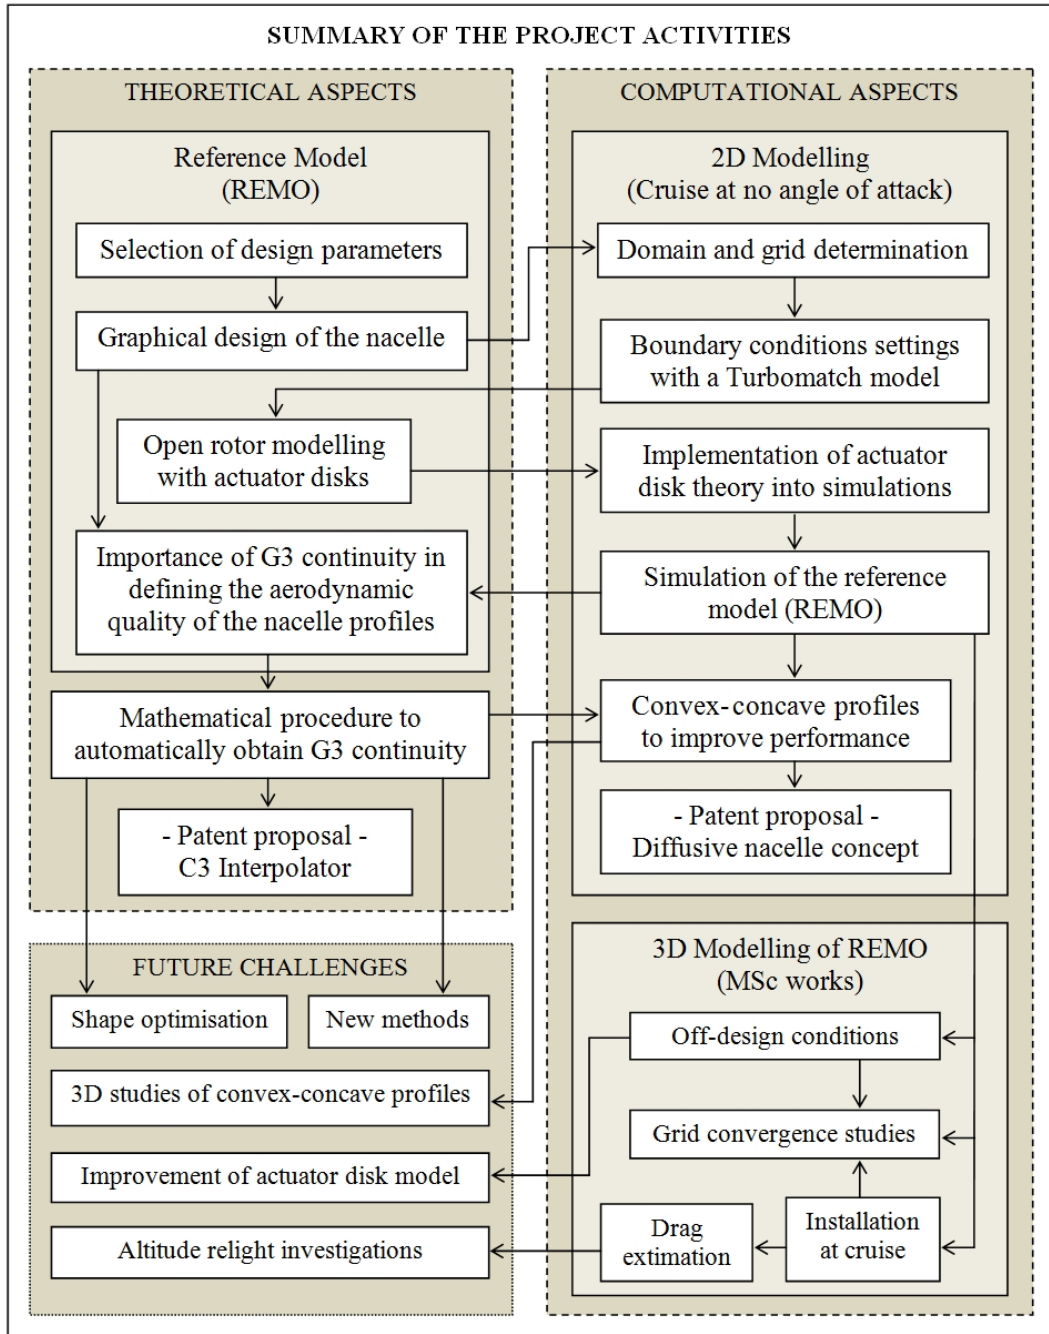 SUMMARY OF THE PROJECT ACTIVITIES
THEORETICAL ASPECTS
Reference Model
(REMO)
Selection of design parameters
Graphical design of the nacelle
Open rotor modelling
with actuator disks
Importance of G3 continuity in
defining the aerodynamic
quality of the nacelle profiles
Mathematical procedure to
automatically obtain G3 continuity
- Patent proposal -
C3 Interpolator
COMPUTATIONAL ASPECTS
2D Modelling
(Cruise at no angle of attack)
Domain and grid determination
Boundary conditions settings
with a Turbomatch model
Implementation of actuator
disk theory into simulations
Simulation of the reference
model (REMO)
Convex-concave profiles
to improve performance
- Patent proposal -
Diffusive nacelle concept
3D Modelling of REMO
(MSc works)
Off-design conditions
Grid convergence studies
Drag
extimation
Installation
at cruise
FUTURE CHALLENGES
Shape optimisation
New methods
3D studies of convex-concave profiles
Improvement of actuator disk model
Altitude relight investigations